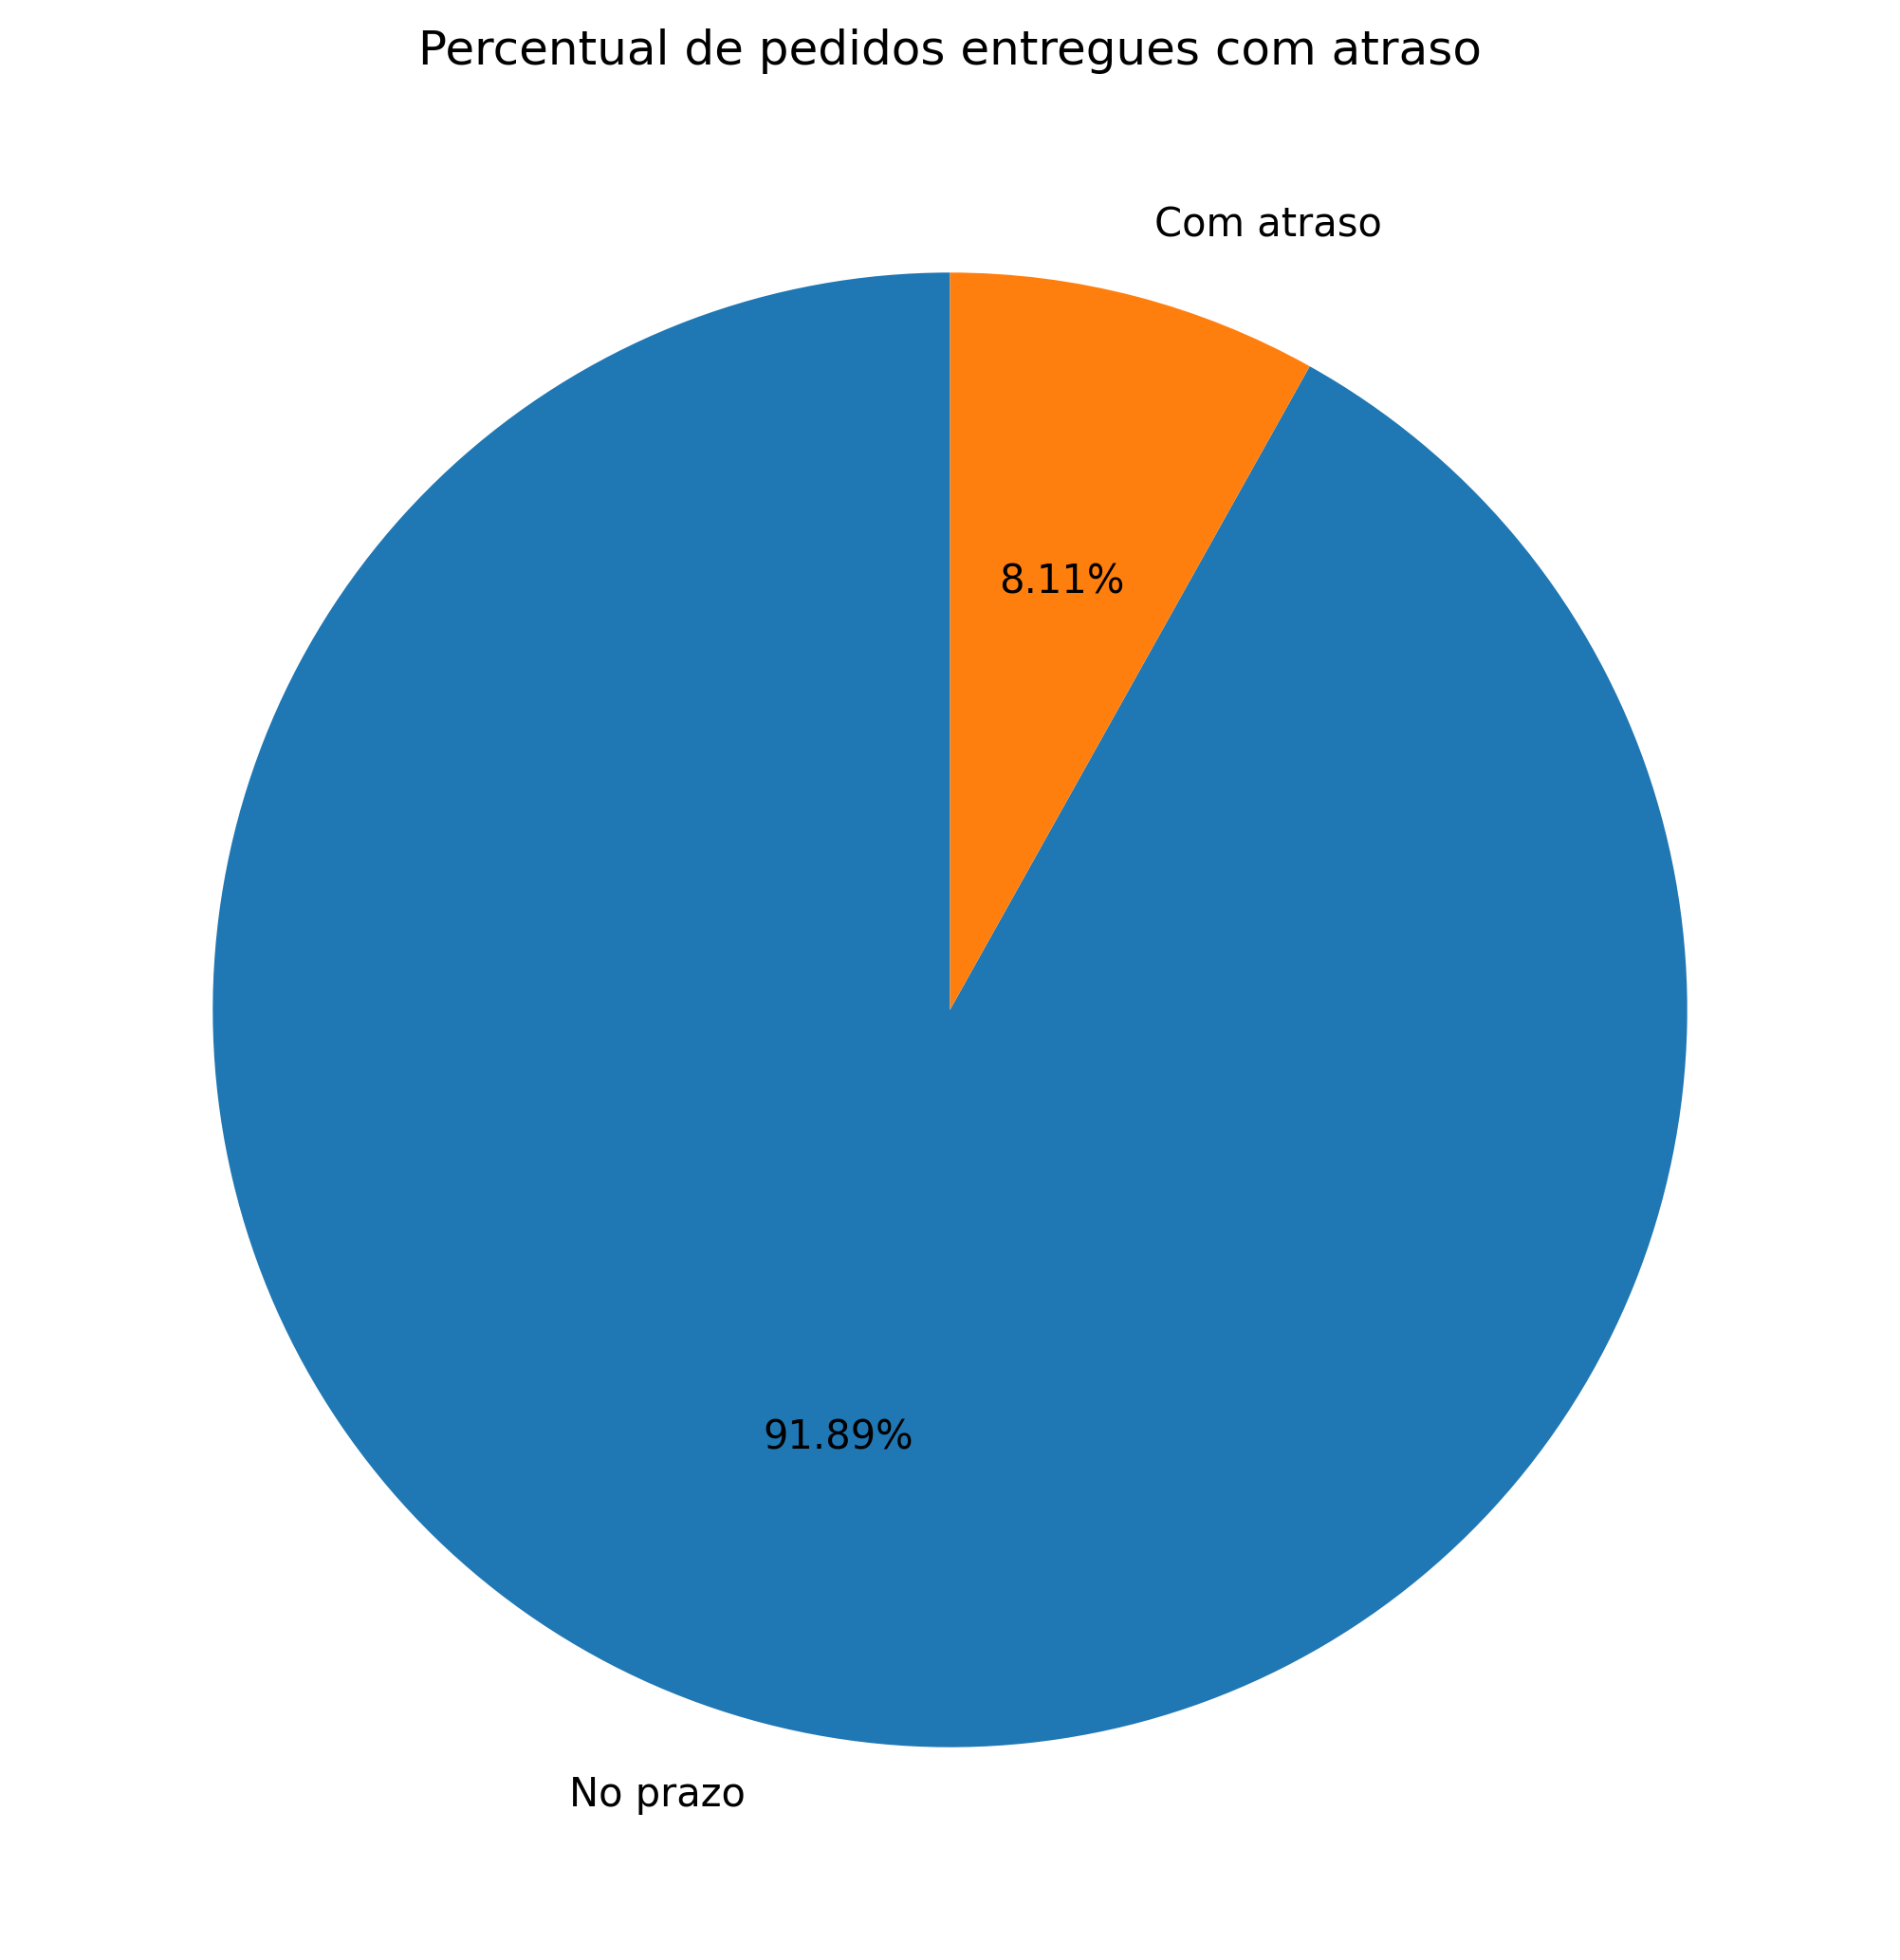 Percentual de pedidos entregues com atraso
Com atraso
8.11%
91.89%
No prazo